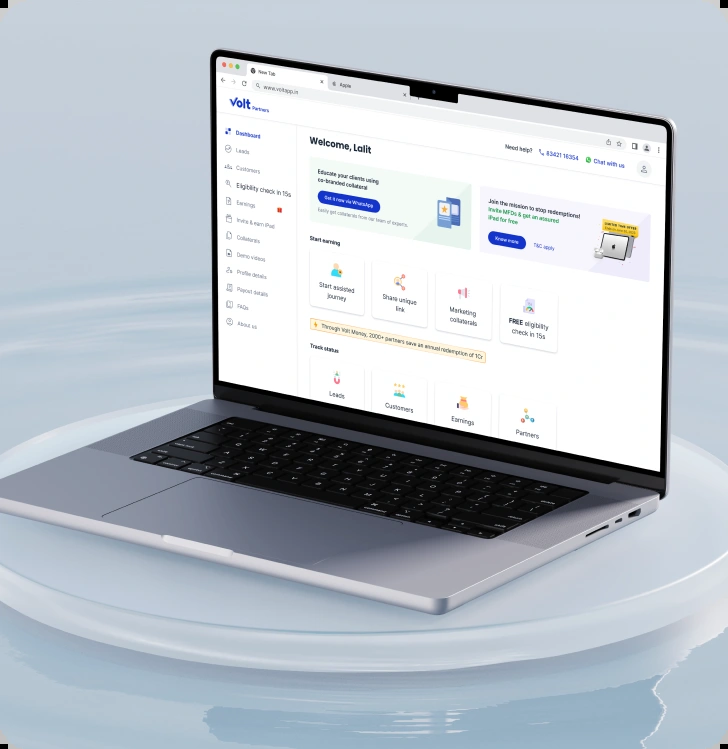 New Tab
Apple
www.voltapp.in
Volt Partners
Need help?
83421 16354
Chat with us
Dashboard
Leads
Customers
Eligibility check in 15s
Earnings
Invite & earn iPad
Collaterals
Demo videos
Profile details
Payout details
FAQs
About us
Welcome, Lalit
Educate your clients using
co-branded collateral
Get it now via WhatsApp
Easily get collaterals from our team of experts.
Join the mission to stop redemptions!
Invite MFDs & get an assured
iPad for free
Know more
T&C apply
LIMITED TIME OFFER
Start earning
Start assisted
journey
Share unique
link
Marketing
collaterals
FREE eligibility
check in 15s
Through Volt Money, 2000+ partners save an annual redemption of 1Cr
Track status
Leads
Customers
Earnings
Partners